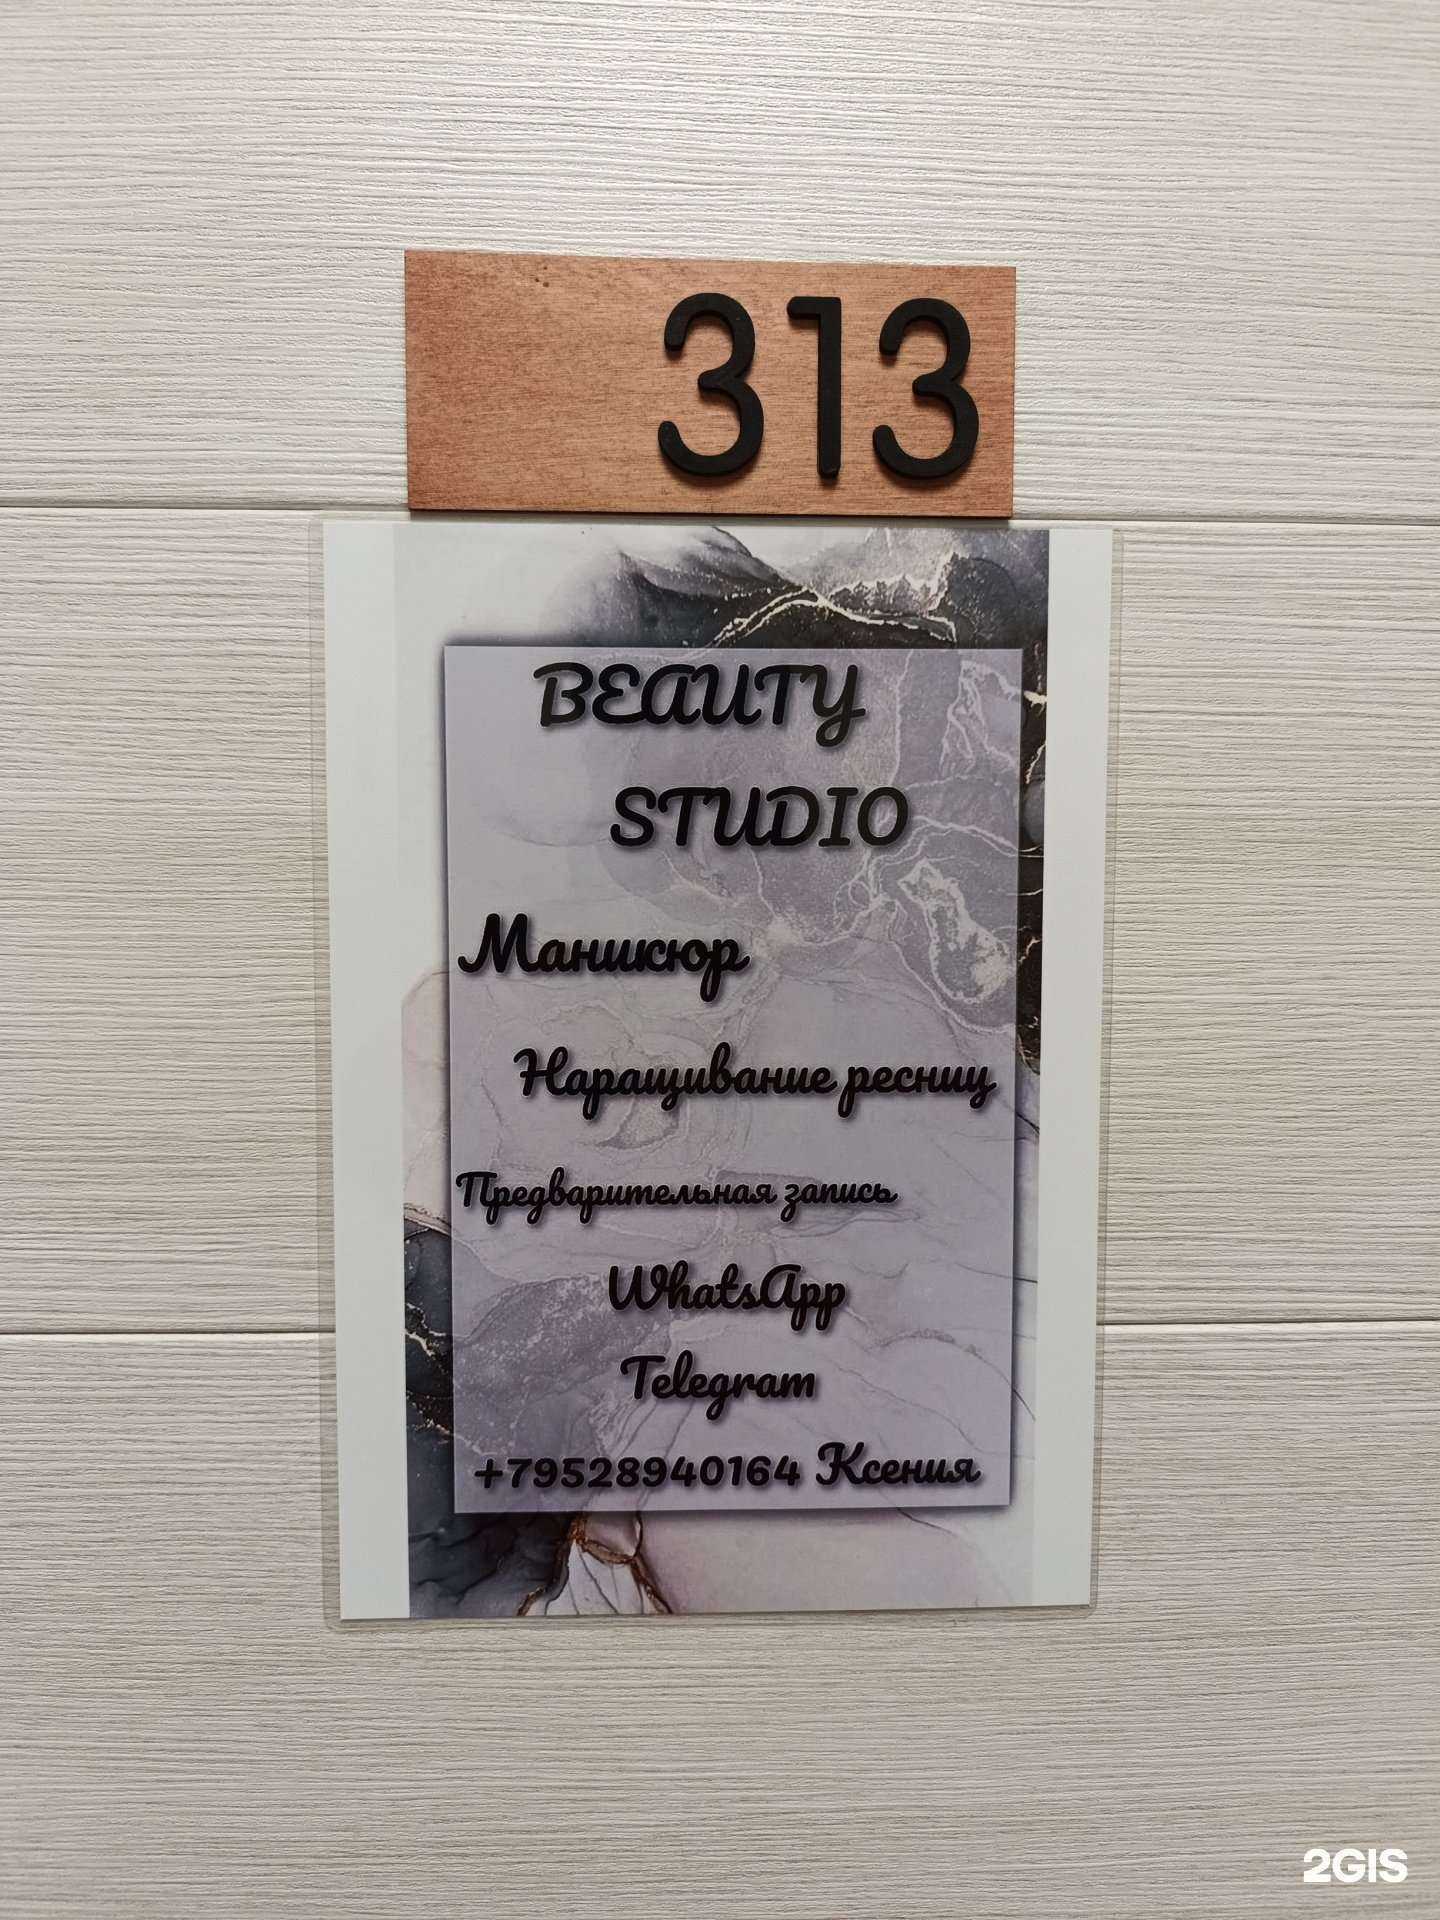 313
BEAUTY
STUDIO
Маникюр
Наращивание ресниц
Предварительная запись
WhatsApp
Telegram
+79528940164 Ксения
2GIS